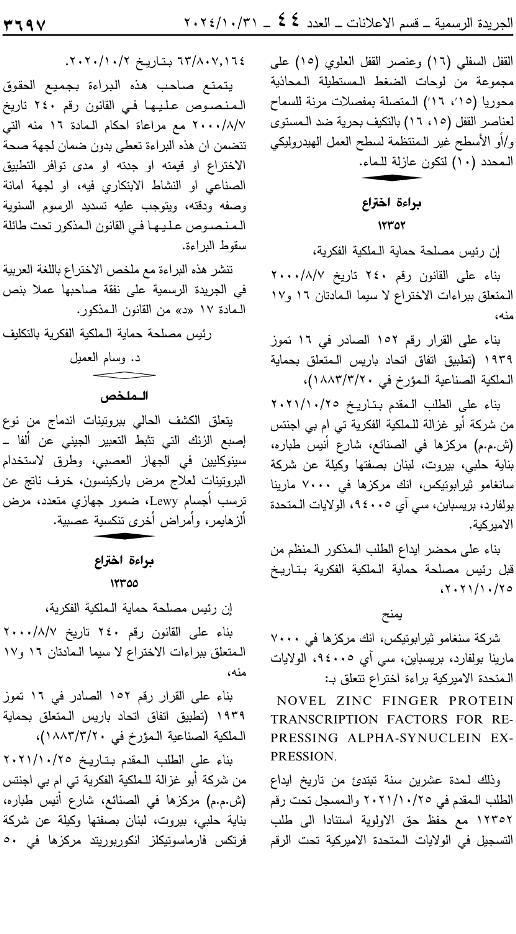 الجريدة الرسمية ــ قسم الاعلانات ــ العدد ٤٤ ــ ٢٠٢٤/١٠/٣١
٣٦٩٧
القفل السفلي (١٦) وعنصر القفل العلوي (١٥) على
مجموعة من لوحات الضغط المستطيلة المحاذية
محوريا (١٥'، ١٦') المتصلة بمفصلات مرنة للسماح
لعناصر القفل (١٥، ١٦) بالتكيف بحرية ضد المستوى
و/أو الأسطح غير المنتظمة لسطح العمل الهيدروليكي
المحدد (١٠) لتكون عازلة للماء.
براءة اختراع
١٢٣٥٢
إن رئيس مصلحة حماية الملكية الفكرية،
بناء على القانون رقم ٢٤٠ تاريخ ٢٠٠٠/٨/٧
المتعلق ببراءات الاختراع لا سيما المادتان ١٦ و١٧
منه،
بناء على القرار رقم ١٥٢ الصادر في ١٦ تموز
١٩٣٩ (تطبيق اتفاق اتحاد باريس المتعلق بحماية
الملكية الصناعية المؤرخ في ١٨٨٣/٣/٢٠)،
بناء على الطلب المقدم بتاريخ ٢٠٢١/١٠/٢٥
من شركة أبو غزالة للملكية الفكرية تي ام بي اجنتس
(ش.م.م) مركزها في الصنائع، شارع أنيس طباره،
بناية حلبي، بيروت، لبنان بصفتها وكيلة عن شركة
سانغامو ثيرابوتيكس، انك مركزها في ٧٠٠٠ مارينا
بولفارد، بريسباين، سي آي ٩٤٠٠٥، الولايات المتحدة
الاميركية.
بناء على محضر ايداع الطلب المذكور المنظم من
قبل رئيس مصلحة حماية الملكية الفكرية بتاريخ
٢٠٢١/١٠/٢٥،
يمنح
شركة سنغامو ثيرابوتيكس، انك مركزها في ٧٠٠٠
مارينا بولفارد، بريسباين، سي آي ٩٤٠٠٥، الولايات
المتحدة الاميركية براءة اختراع تتعلق بـ:
NOVEL ZINC FINGER PROTEIN
TRANSCRIPTION FACTORS FOR RE-
PRESSING ALPHA-SYNUCLEIN EX-
PRESSION.
وذلك لمدة عشرين سنة تبتدئ من تاريخ ايداع
الطلب المقدم في ٢٠٢١/١٠/٢٥ والمسجل تحت رقم
١٢٣٥٢ مع حفظ حق الاولوية استنادا الى طلب
التسجيل في الولايات المتحدة الاميركية تحت الرقم
٦٣/٨٠٧,١٦٤ بتاريخ ٢٠٢٠/١٠/٢.
يتمتع صاحب هذه البراءة بجميع الحقوق
المنصوص عليها في القانون رقم ٢٤٠ تاريخ
٢٠٠٠/٨/٧ مع مراعاة احكام المادة ١٦ منه التي
تتضمن ان هذه البراءة تعطى بدون ضمان لجهة صحة
الاختراع او قيمته او جدته او مدى توافر التطبيق
الصناعي او النشاط الابتكاري فيه، او لجهة امانة
وصفه ودقته، ويتوجب عليه تسديد الرسوم السنوية
المنصوص عليها في القانون المذكور تحت طائلة
سقوط البراءة.
تنشر هذه البراءة مع ملخص الاختراع باللغة العربية
في الجريدة الرسمية على نفقة صاحبها عملا بنص
المادة ١٧ «د» من القانون المذكور.
رئيس مصلحة حماية الملكية الفكرية بالتكليف
د. وسام العميل
الملخص
يتعلق الكشف الحالي ببروتينات اندماج من نوع
إصبع الزنك التي تثبط التعبير الجيني عن ألفا ــ
سينوكليين في الجهاز العصبي، وطرق لاستخدام
البروتينات لعلاج مرض باركينسون، خرف ناتج عن
ترسب أجسام Lewy، ضمور جهازي متعدد، مرض
ألزهايمر، وأمراض أخرى تنكسية عصبية.
براءة اختراع
١٢٣٥٥
إن رئيس مصلحة حماية الملكية الفكرية،
بناء على القانون رقم ٢٤٠ تاريخ ٢٠٠٠/٨/٧
المتعلق ببراءات الاختراع لا سيما المادتان ١٦ و١٧
منه،
بناء على القرار رقم ١٥٢ الصادر في ١٦ تموز
١٩٣٩ (تطبيق اتفاق اتحاد باريس المتعلق بحماية
الملكية الصناعية المؤرخ في ١٨٨٣/٣/٢٠)،
بناء على الطلب المقدم بتاريخ ٢٠٢١/١٠/٢٥
من شركة أبو غزالة للملكية الفكرية تي ام بي اجنتس
(ش.م.م) مركزها في الصنائع، شارع أنيس طباره،
بناية حلبي، بيروت، لبنان بصفتها وكيلة عن شركة
فرتكس فارماسوتيكلز انكوربوريتد مركزها في ٥٠